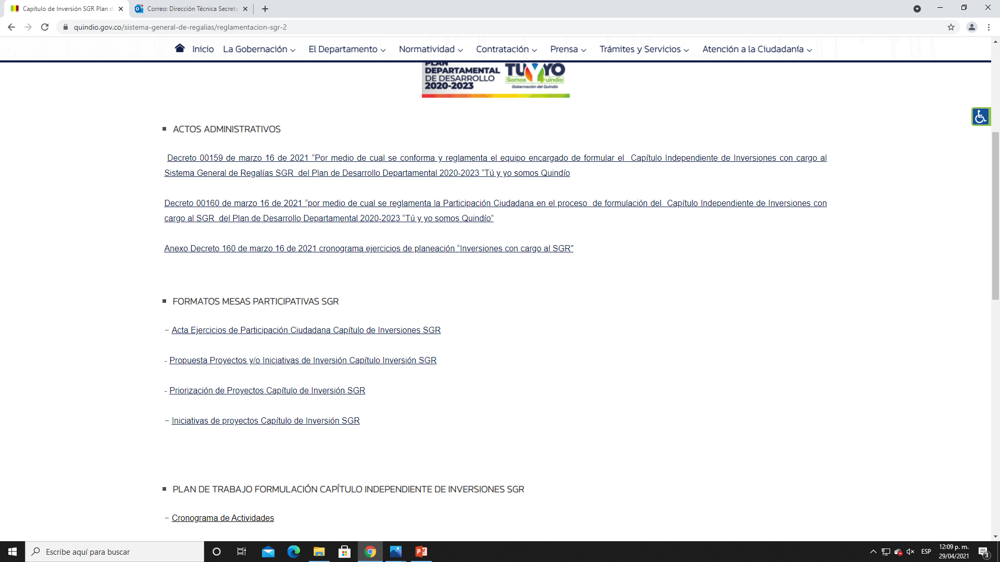 Capítulo de Inversión SGR Plan d
Correo: Dirección Técnica Secreta
quindio.gov.co/sistema-general-de-regalias/reglamentacion-sgr-2
Inicio La Gobernación El Departamento Normatividad Contratación Prensa Trámites y Servicios Atención a la Ciudadanía
PLAN
DEPARTAMENTAL
DE DESARROLLO
2020-2023
TU Y YO
Somos Quindío
Gobernación del Quindío
ACTOS ADMINISTRATIVOS
Decreto 00159 de marzo 16 de 2021 “Por medio de cual se conforma y reglamenta el equipo encargado de formular el Capítulo Independiente de Inversiones con cargo al
Sistema General de Regalías SGR del Plan de Desarrollo Departamental 2020-2023 “Tú y yo somos Quindío
Decreto 00160 de marzo 16 de 2021 “por medio de cual se reglamenta la Participación Ciudadana en el proceso de formulación del Capítulo Independiente de Inversiones con
cargo al SGR del Plan de Desarrollo Departamental 2020-2023 “Tú y yo somos Quindío”
Anexo Decreto 160 de marzo 16 de 2021 cronograma ejercicios de planeación “Inversiones con cargo al SGR"
FORMATOS MESAS PARTICIPATIVAS SGR
– Acta Ejercicios de Participación Ciudadana Capítulo de Inversiones SGR
- Propuesta Proyectos y/o Iniciativas de Inversión Capítulo Inversión SGR
- Priorización de Proyectos Capítulo de Inversión SGR
– Iniciativas de proyectos Capítulo de Inversión SGR
PLAN DE TRABAJO FORMULACIÓN CAPÍTULO INDEPENDIENTE DE INVERSIONES SGR
– Cronograma de Actividades
Escribe aquí para buscar
ESP
12:09 p. m.
29/04/2021
3